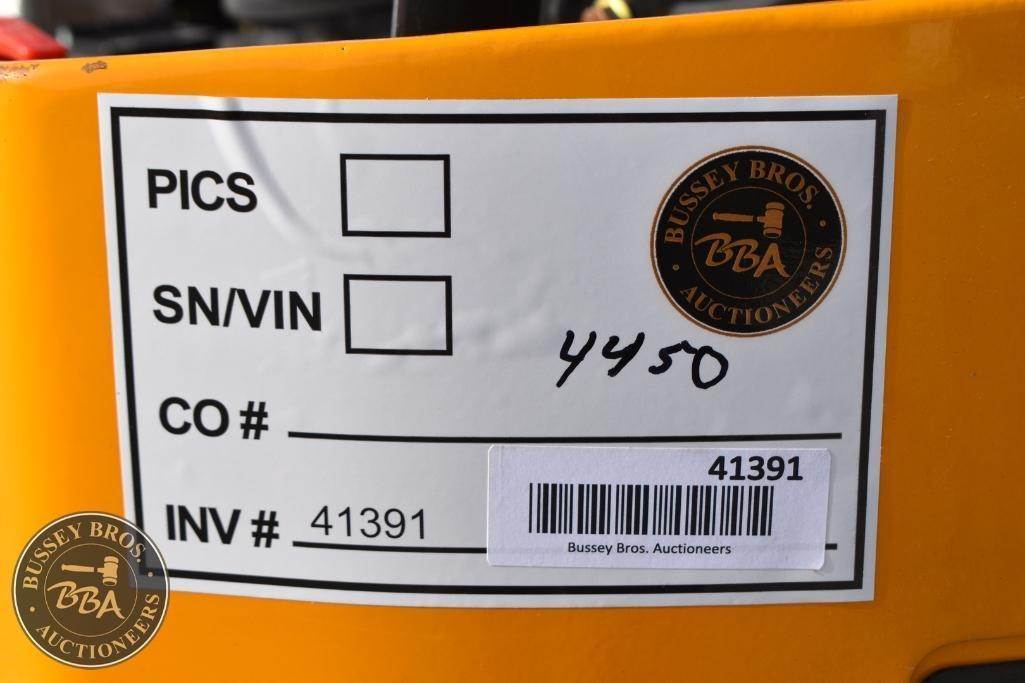 PICS
BUSSEY BROS.
BBA
AUCTIONEERS
SN/VIN
4450
CO #
41391
INV # 41391
Bussey Bros. Auctioneers
BUSSEY BROS.
BBA
AUCTIONEERS